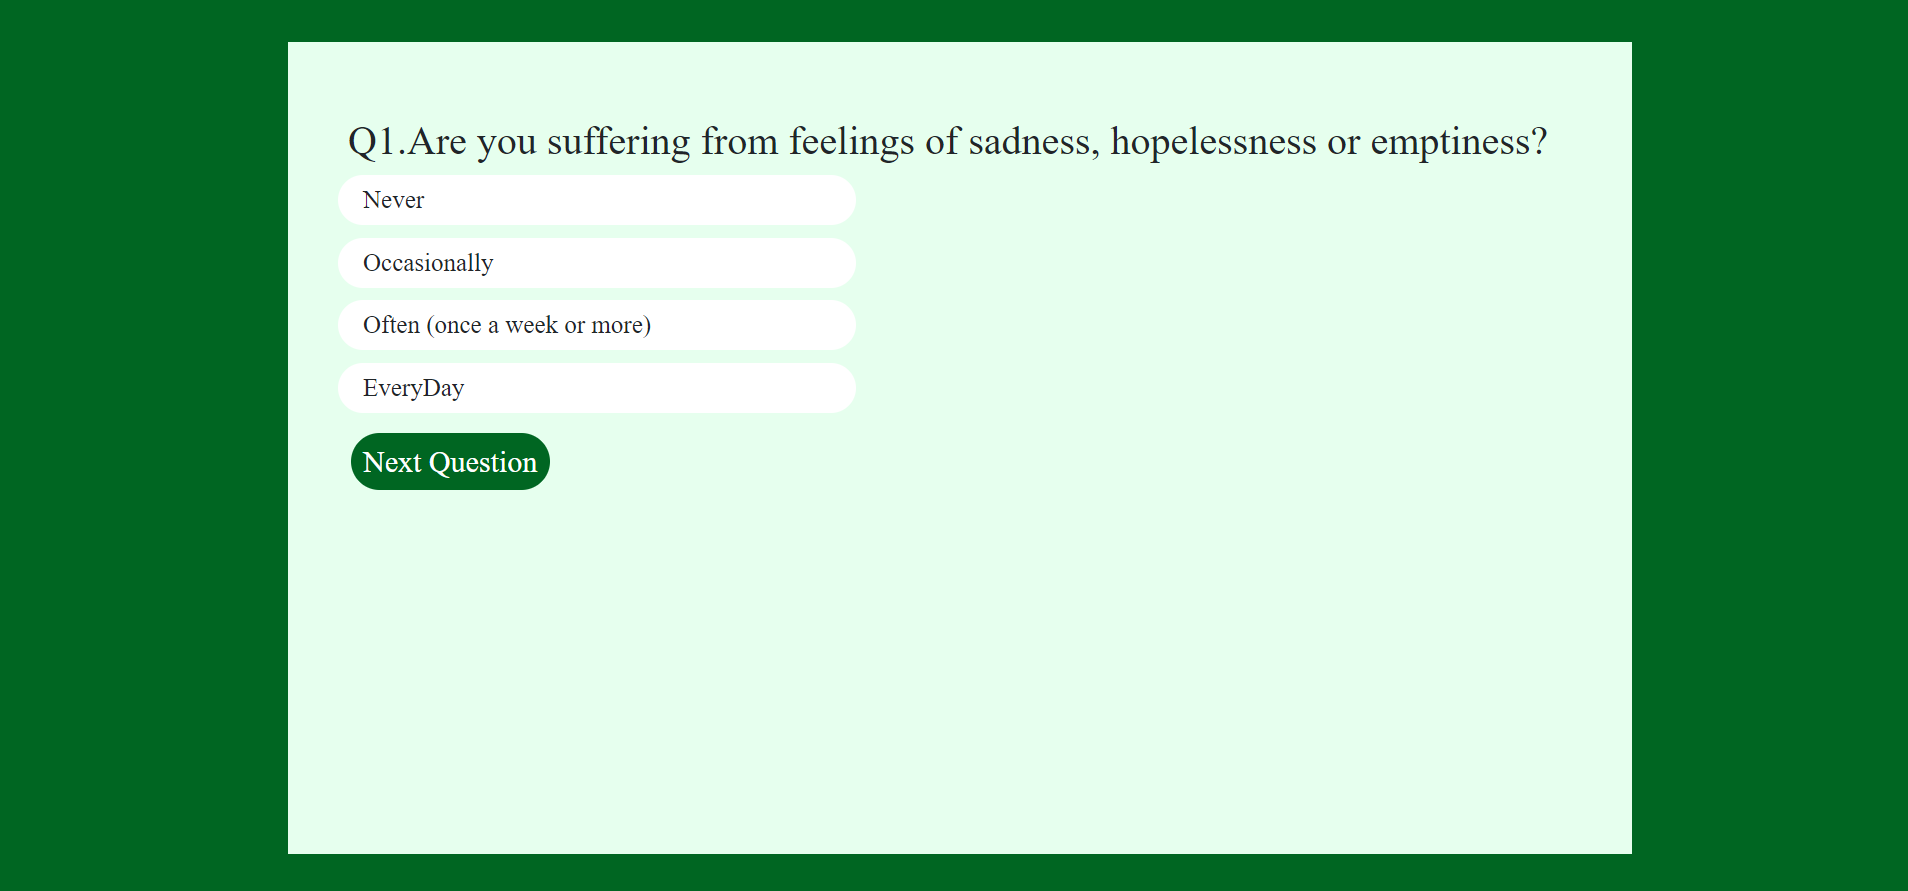 Q1.Are you suffering from feelings of sadness, hopelessness or emptiness?
Never
Occasionally
Often (once a week or more)
EveryDay
Next Question